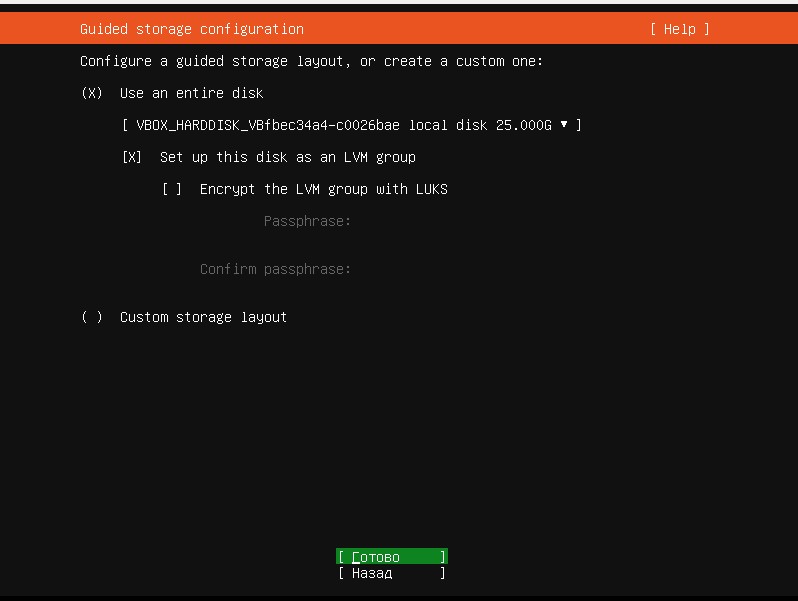 Guided storage configuration [ Help ]
Configure a guided storage layout, or create a custom one:
(X) Use an entire disk
[ VBOX_HARDDISK_VBfbec34a4-c0026bae local disk 25.000G ▾ ]
[X] Set up this disk as an LVM group
[ ] Encrypt the LVM group with LUKS
Passphrase:
Confirm passphrase:
( ) Custom storage layout
[ Готово ]
[ Назад ]